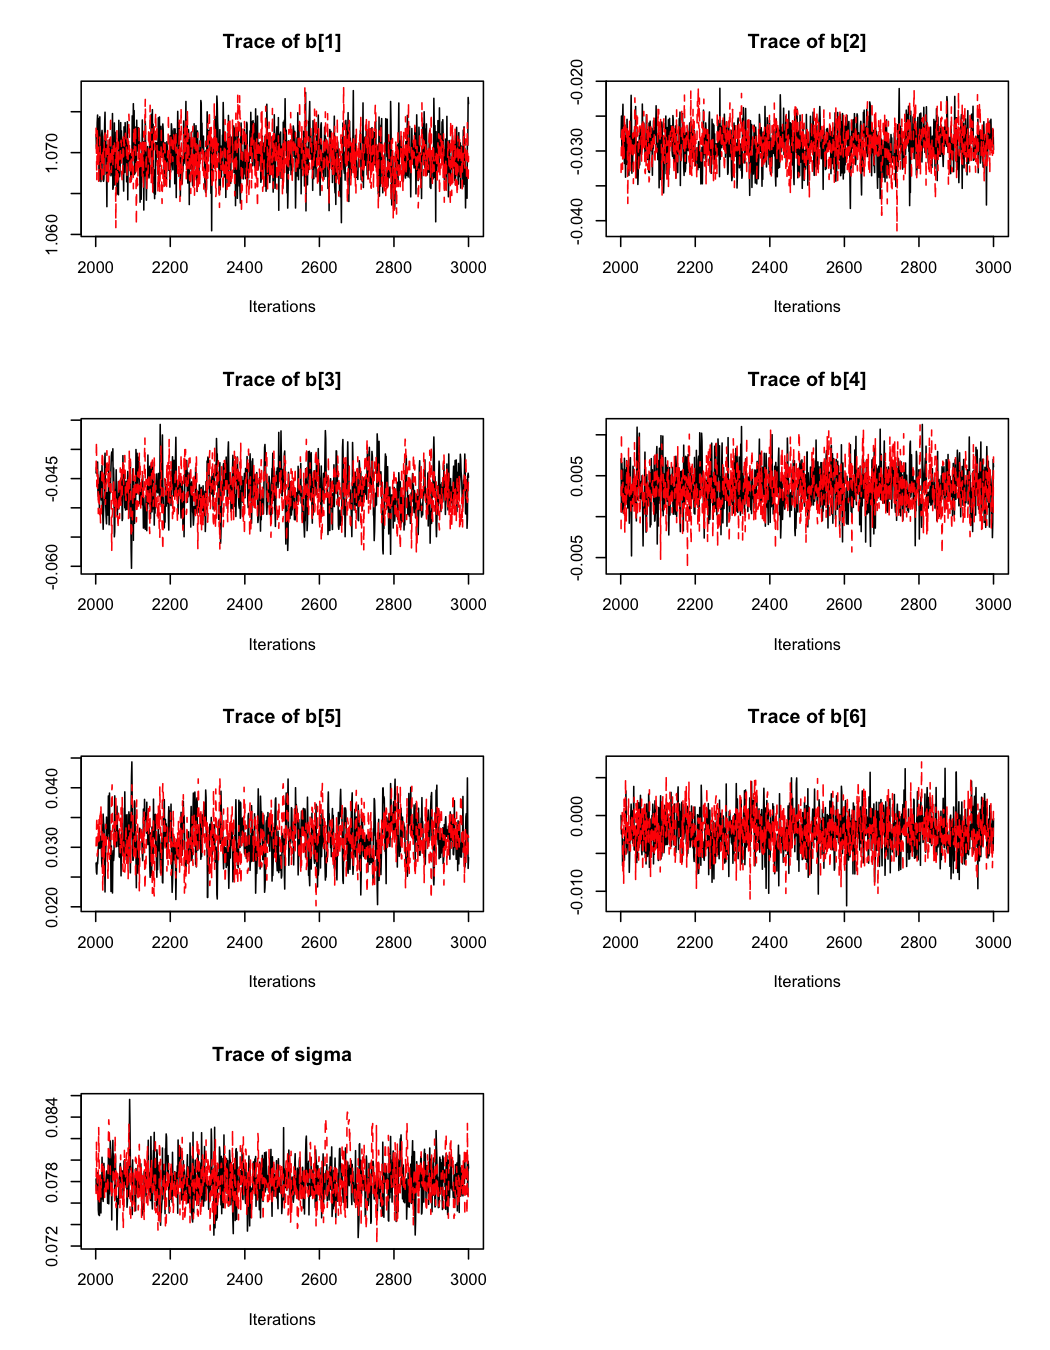 Trace of b[1]
1.070
1.060
2000 2200 2400 2600 2800 3000
Iterations
Trace of b[2]
-0.020
-0.030
-0.040
2000 2200 2400 2600 2800 3000
Iterations
Trace of b[3]
-0.045
-0.060
2000 2200 2400 2600 2800 3000
Iterations
Trace of b[4]
0.005
-0.005
2000 2200 2400 2600 2800 3000
Iterations
Trace of b[5]
0.040
0.030
0.020
2000 2200 2400 2600 2800 3000
Iterations
Trace of b[6]
0.000
-0.010
2000 2200 2400 2600 2800 3000
Iterations
Trace of sigma
0.084
0.078
0.072
2000 2200 2400 2600 2800 3000
Iterations